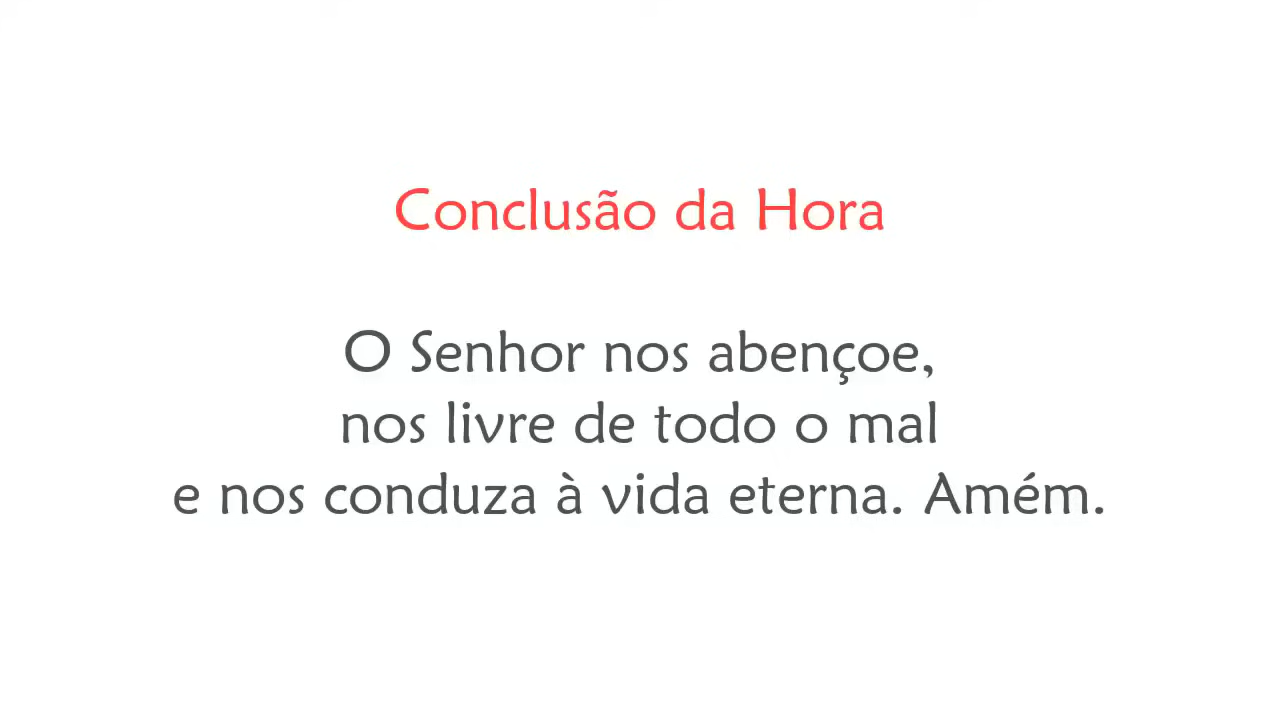 Conclusão da Hora
O Senhor nos abençoe,
nos livre de todo o mal
e nos conduza à vida eterna. Amém.